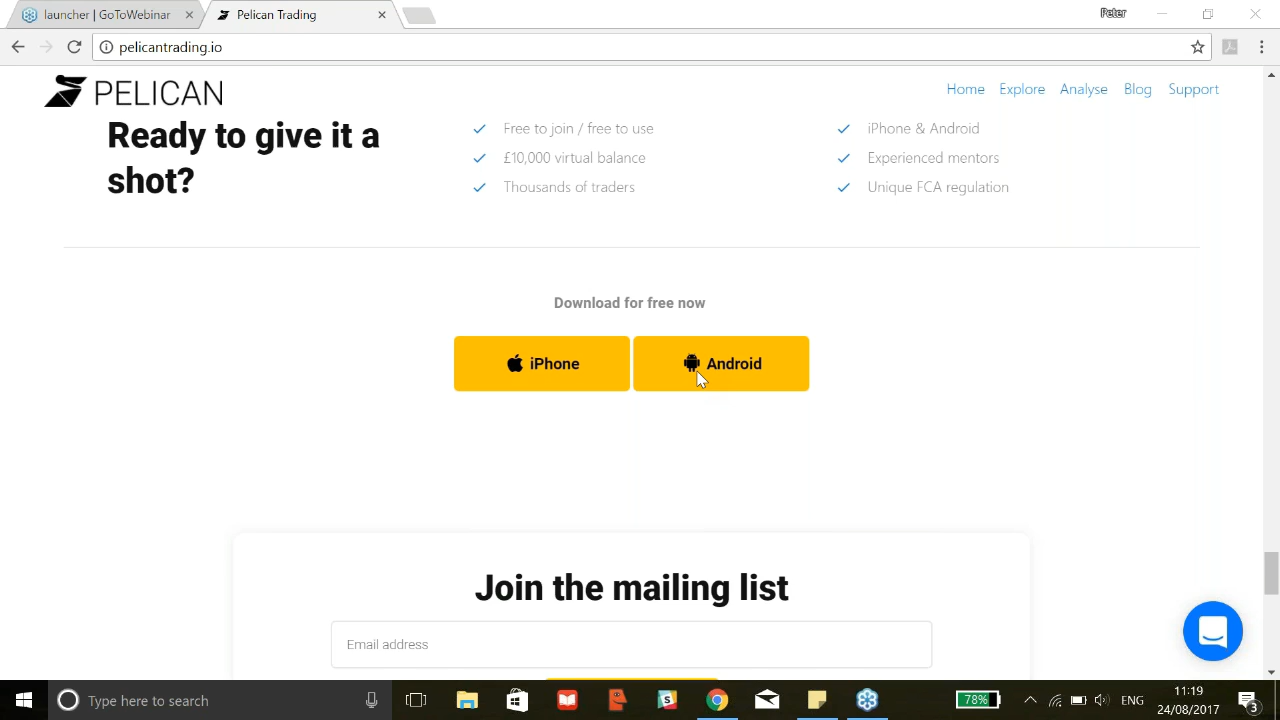 launcher | GoToWebinar
Pelican Trading
Peter
pelicantrading.io
PELICAN
Home Explore Analyse Blog Support
Ready to give it a
shot?
Free to join / free to use
£10,000 virtual balance
Thousands of traders
iPhone & Android
Experienced mentors
Unique FCA regulation
Download for free now
iPhone
Android
Join the mailing list
Email address
Type here to search
78%
ENG
11:19
24/08/2017
3